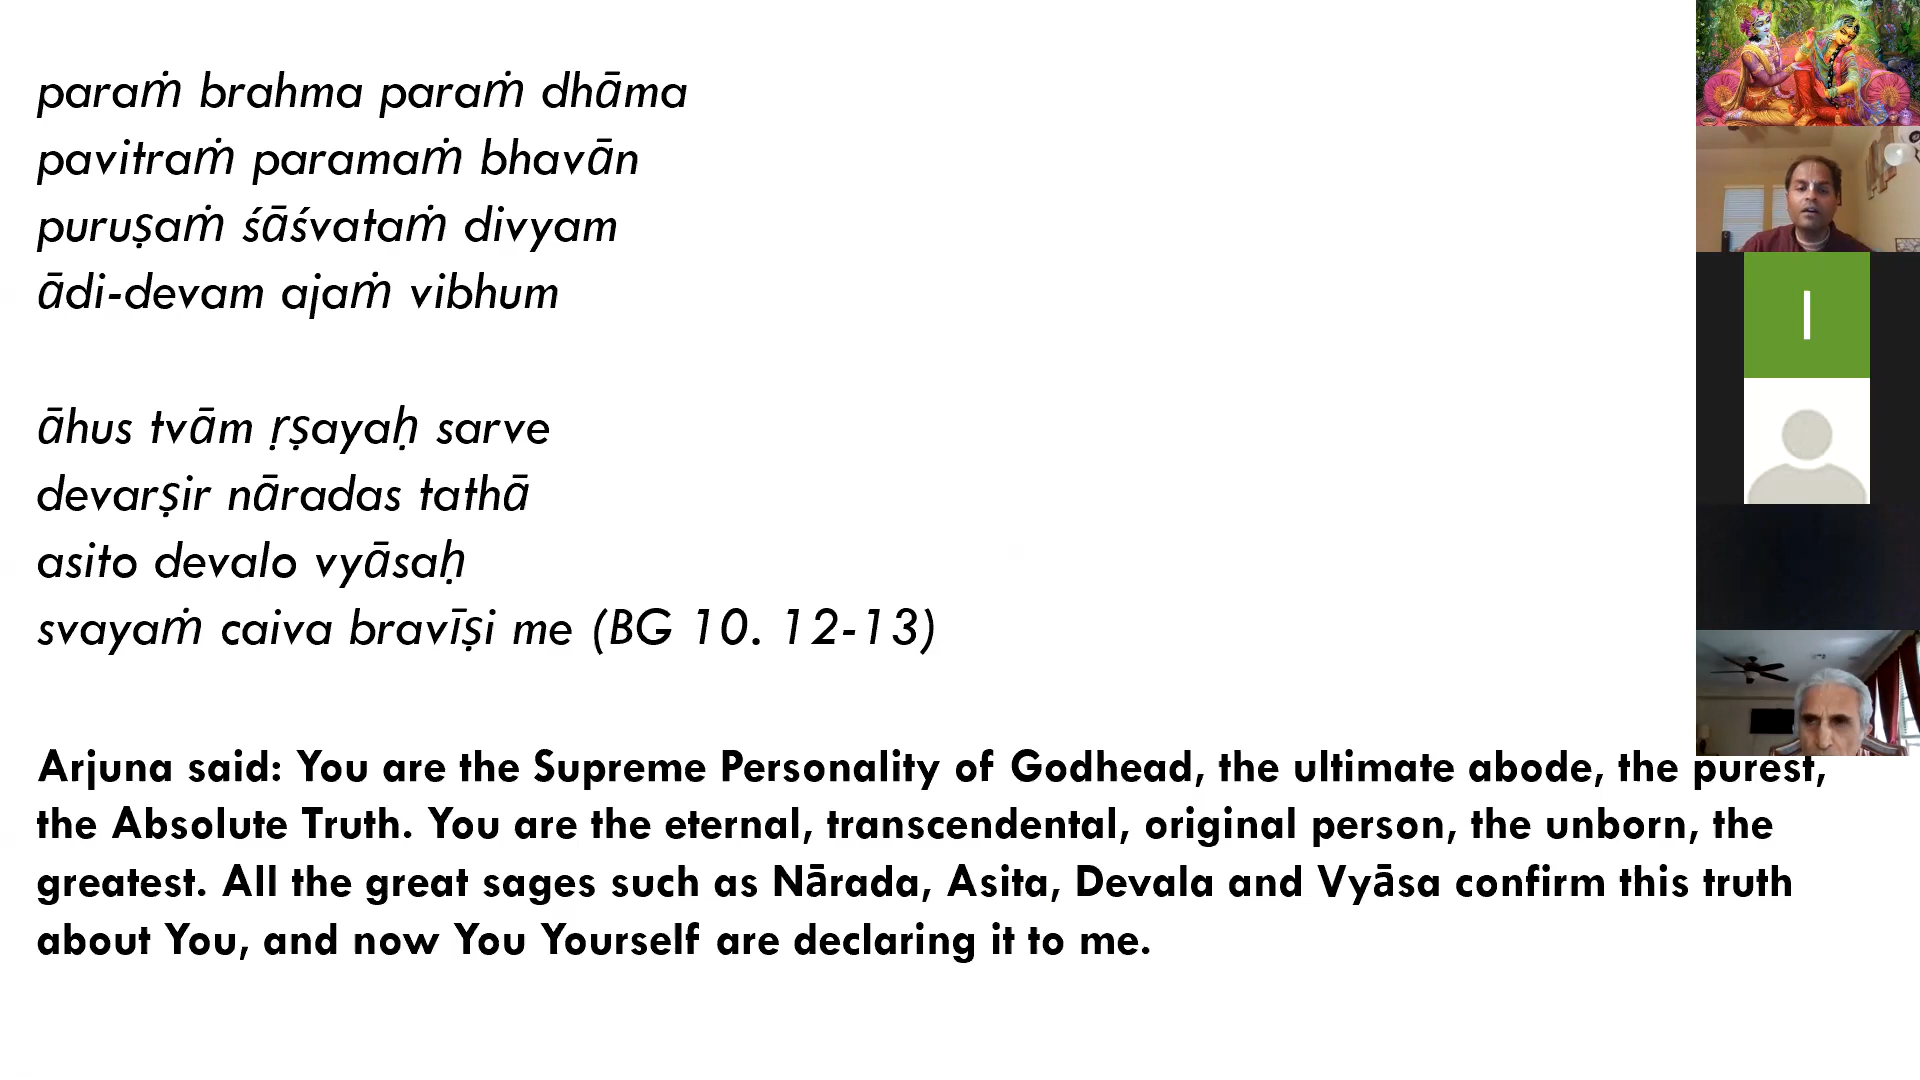 paraṁ brahma paraṁ dhāma
pavitraṁ paramaṁ bhavān
puruṣaṁ śāśvataṁ divyam
ādi-devam ajaṁ vibhum
āhus tvām ṛṣayaḥ sarve
devarṣir nāradas tathā
asito devalo vyāsaḥ
svayaṁ caiva bravīṣi me (BG 10. 12-13)
Arjuna said: You are the Supreme Personality of Godhead, the ultimate abode, the purest,
the Absolute Truth. You are the eternal, transcendental, original person, the unborn, the
greatest. All the great sages such as Nārada, Asita, Devala and Vyāsa confirm this truth
about You, and now You Yourself are declaring it to me.
I